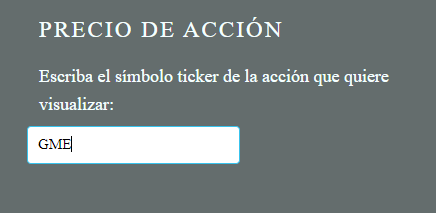 PRECIO DE ACCIÓN
Escriba el símbolo ticker de la acción que quiere
visualizar:
GME